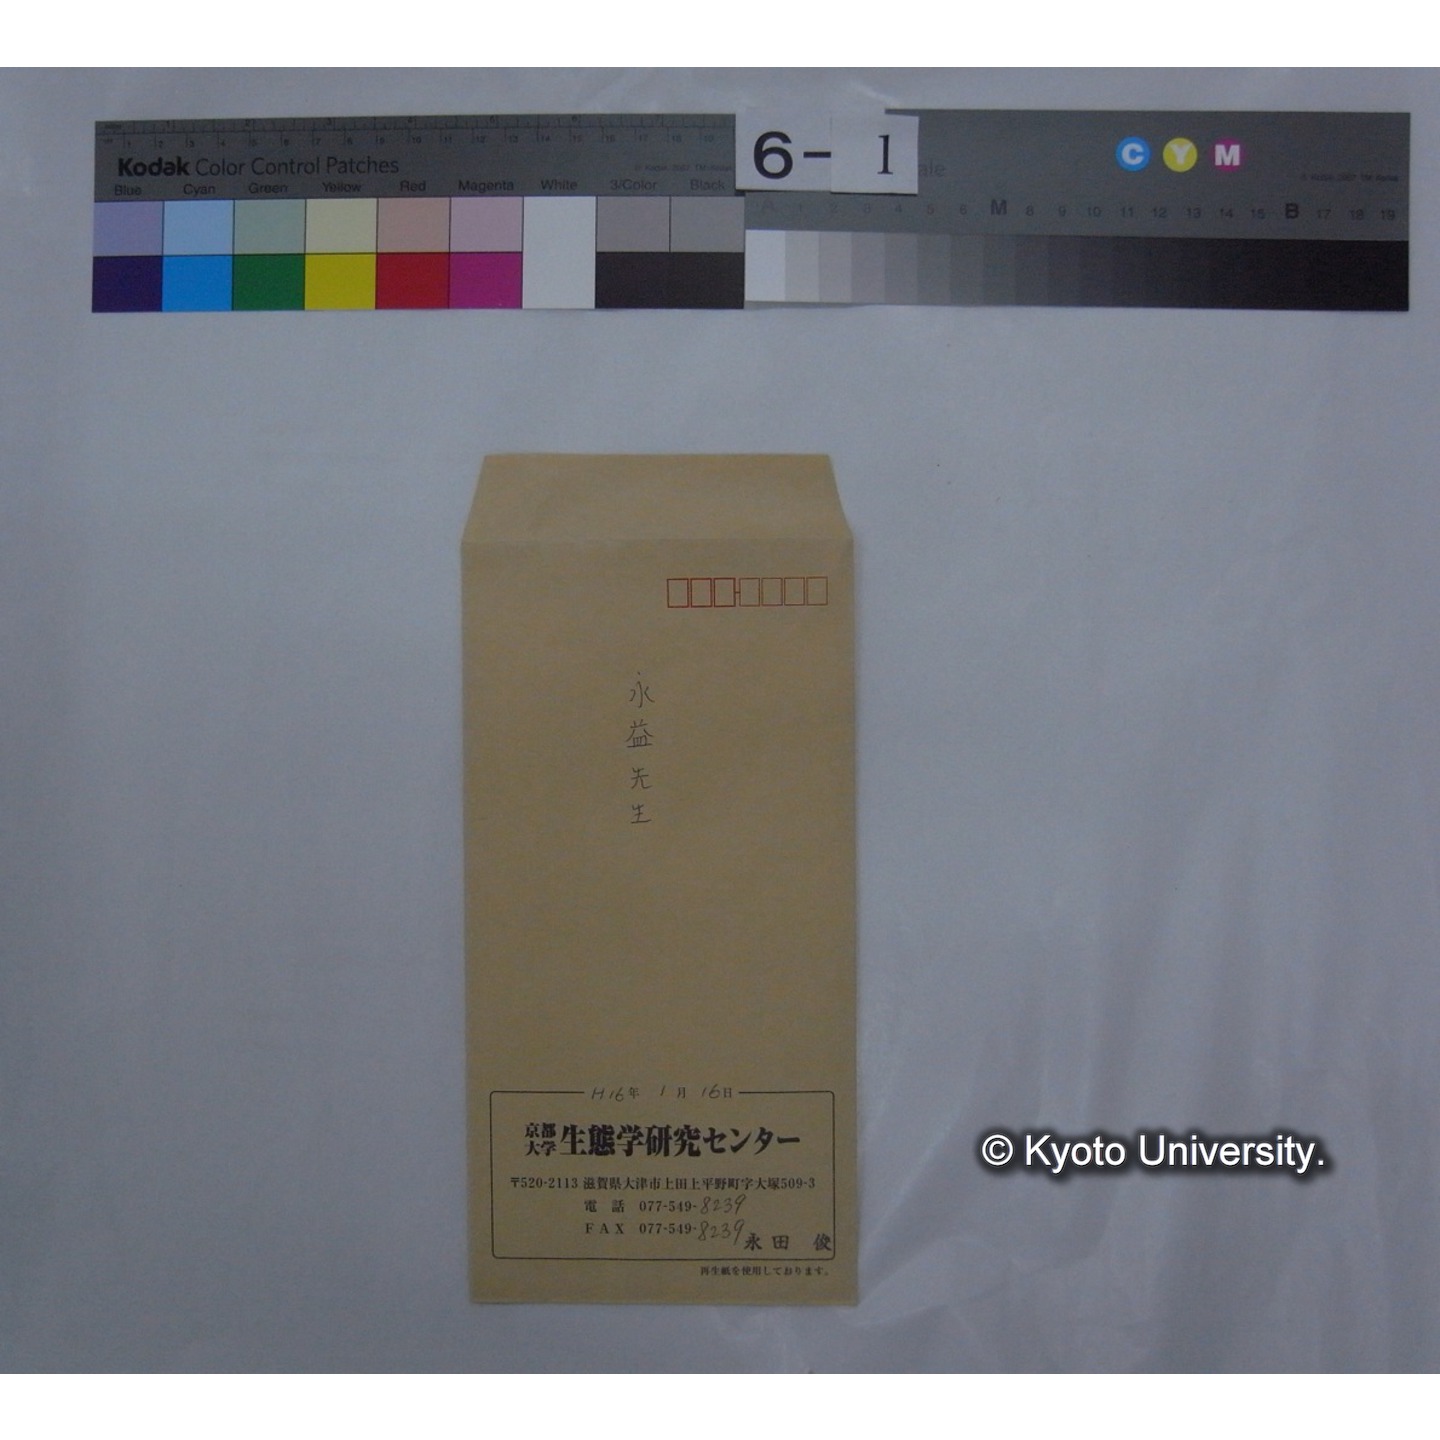 6-1
Kodak Color Control Patches
Blue Cyan Green Yellow Red Magenta White 3/Color Black
C Y M
A 1 2 3 4 5 6 M 8 9 10 11 12 13 14 15 B 17 18 19
永益先生
H16年 1月 16日
京都大学 生態学研究センター
〒520-2113 滋賀県大津市上田上平野町字大塚509-3
電話 077-549-8239
FAX 077-549-8239
永田 俊
再生紙を使用しております。
© Kyoto University.